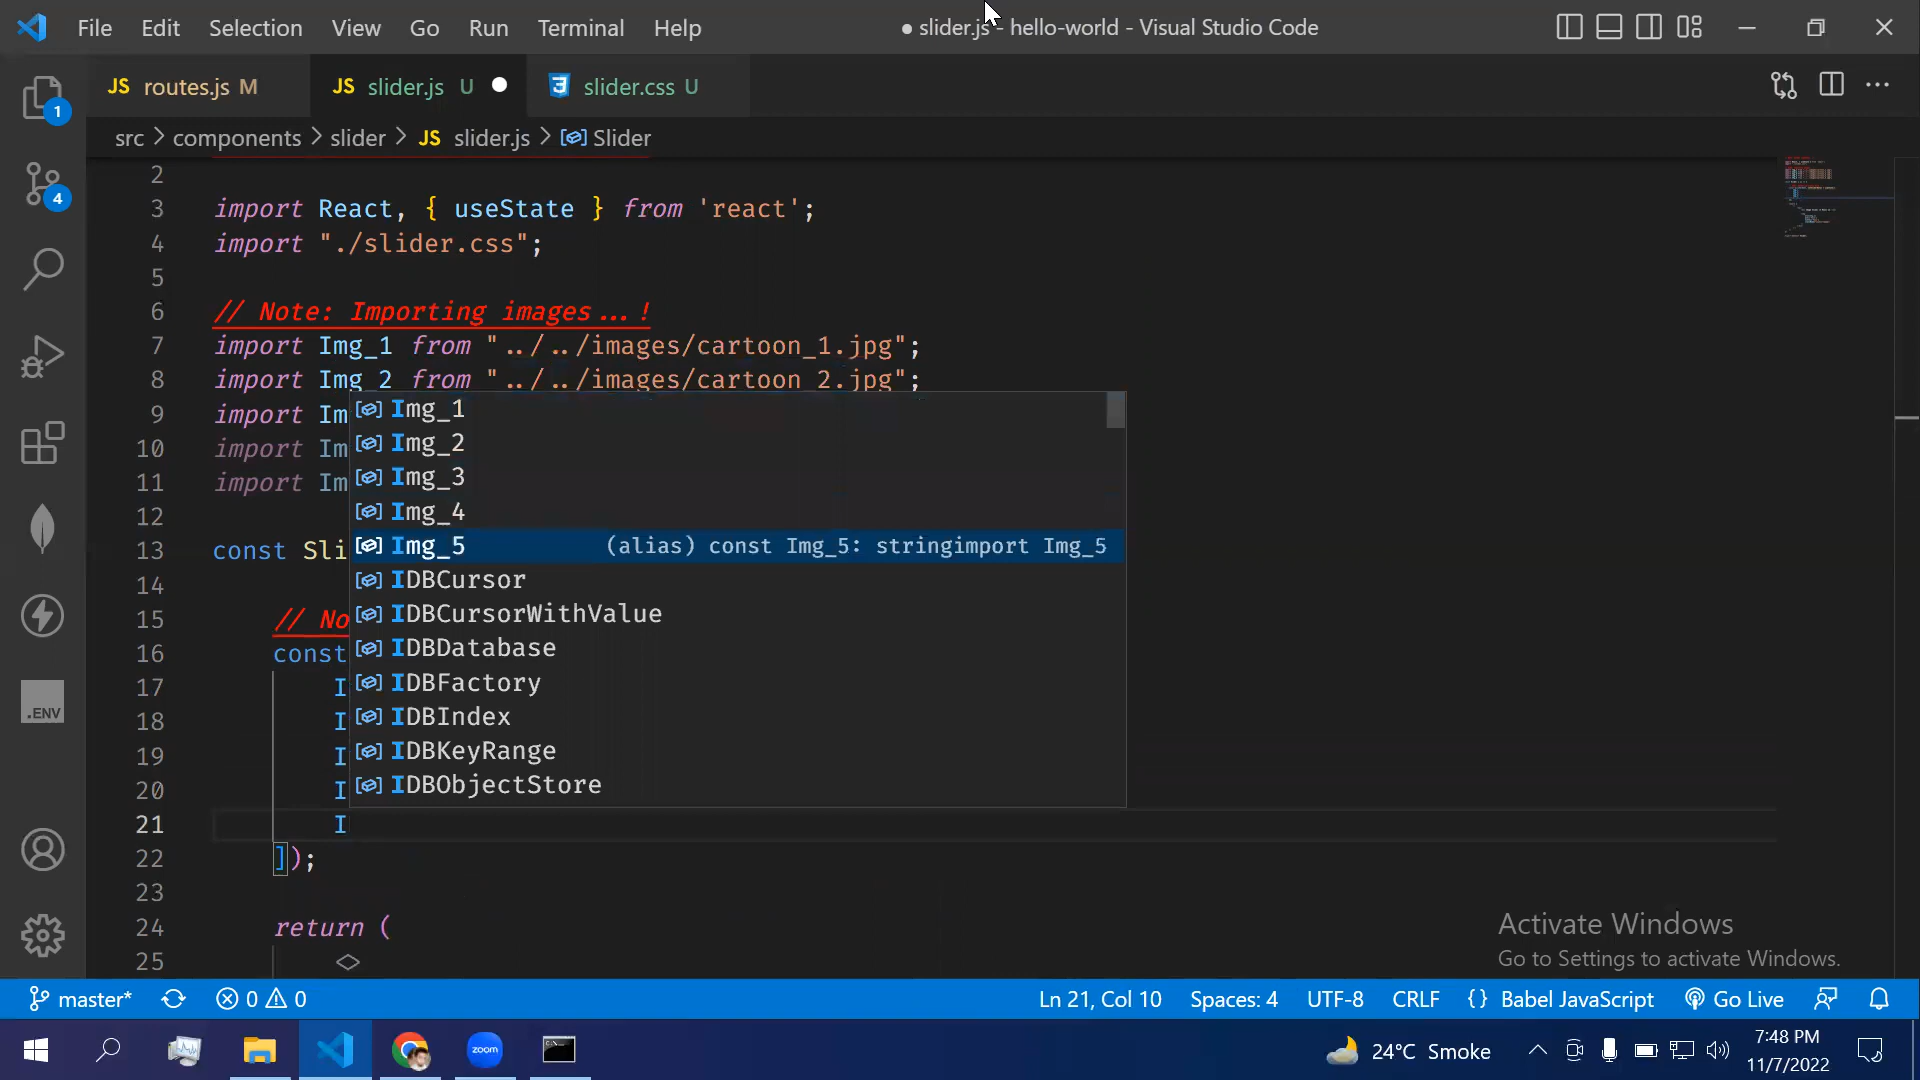 File Edit Selection View Go Run Terminal Help
● slider.js - hello-world - Visual Studio Code
JS routes.js M
JS slider.js U
slider.css U
src > components > slider > JS slider.js > Slider
1
4
.ENV
2
3 import React, { useState } from 'react';
4 import "./slider.css";
5
6 // Note: Importing images...!
7 import Img_1 from "../../images/cartoon_1.jpg";
8 import Img_2 from "../../images/cartoon_2.jpg";
9 import Im
10 import Im
11 import Im
12
13 const Sli
14
15 // No
16 const
17 I
18 I
19 I
20 I
21 I
22 ]);
23
24 return (
25 <>
Img_1
Img_2
Img_3
Img_4
Img_5 (alias) const Img_5: stringimport Img_5
IDBCursor
IDBCursorWithValue
IDBDatabase
IDBFactory
IDBIndex
IDBKeyRange
IDBObjectStore
Activate Windows
Go to Settings to activate Windows.
master* 0 0 Ln 21, Col 10 Spaces: 4 UTF-8 CRLF {} Babel JavaScript Go Live
zoom
24°C Smoke
7:48 PM
11/7/2022